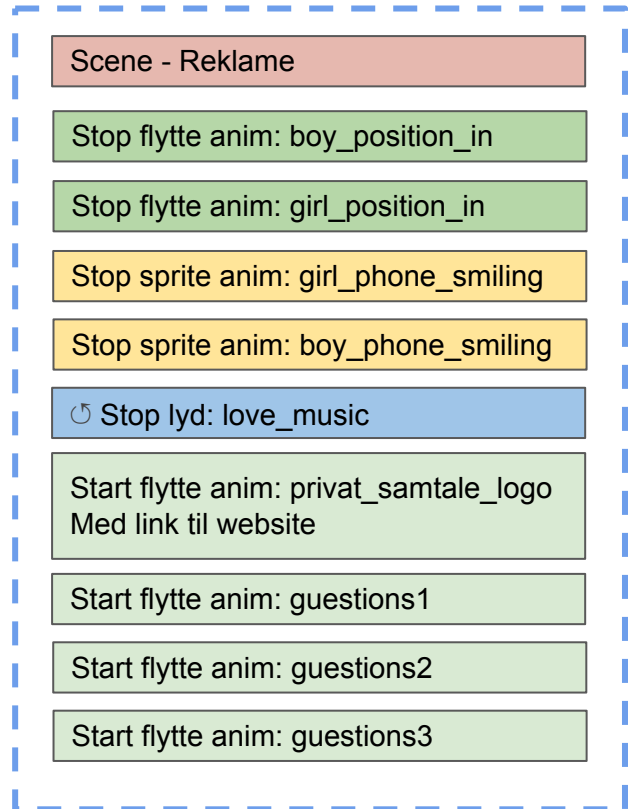 Scene - Reklame
Stop flytte anim: boy_position_in
Stop flytte anim: girl_position_in
Stop sprite anim: girl_phone_smiling
Stop sprite anim: boy_phone_smiling
↺ Stop lyd: love_music
Start flytte anim: privat_samtale_logo
Med link til website
Start flytte anim: guestions1
Start flytte anim: guestions2
Start flytte anim: guestions3